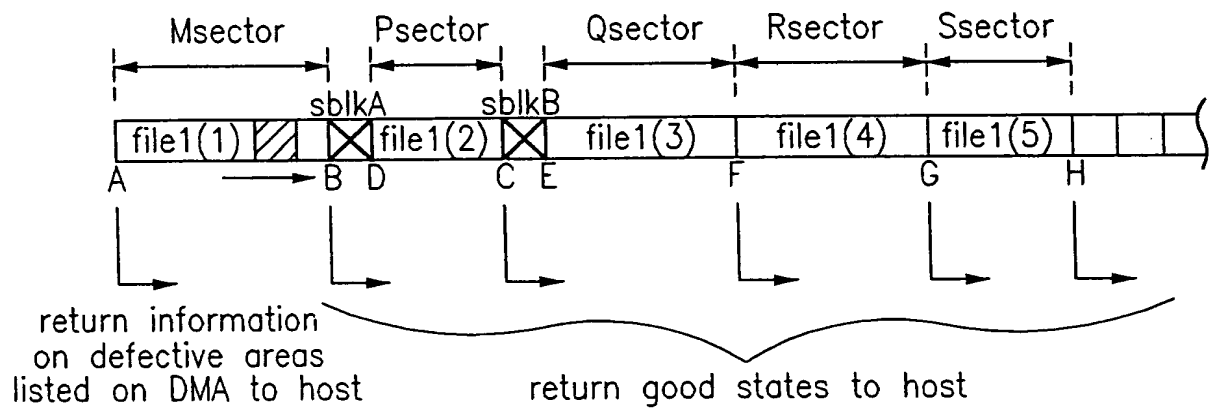 Msector Psector Qsector Rsector Ssector
sblkA sblkB
file1(1) file1(2) file1(3) file1(4) file1(5)
A B D C E F G H
return information
on defective areas
listed on DMA to host
return good states to host